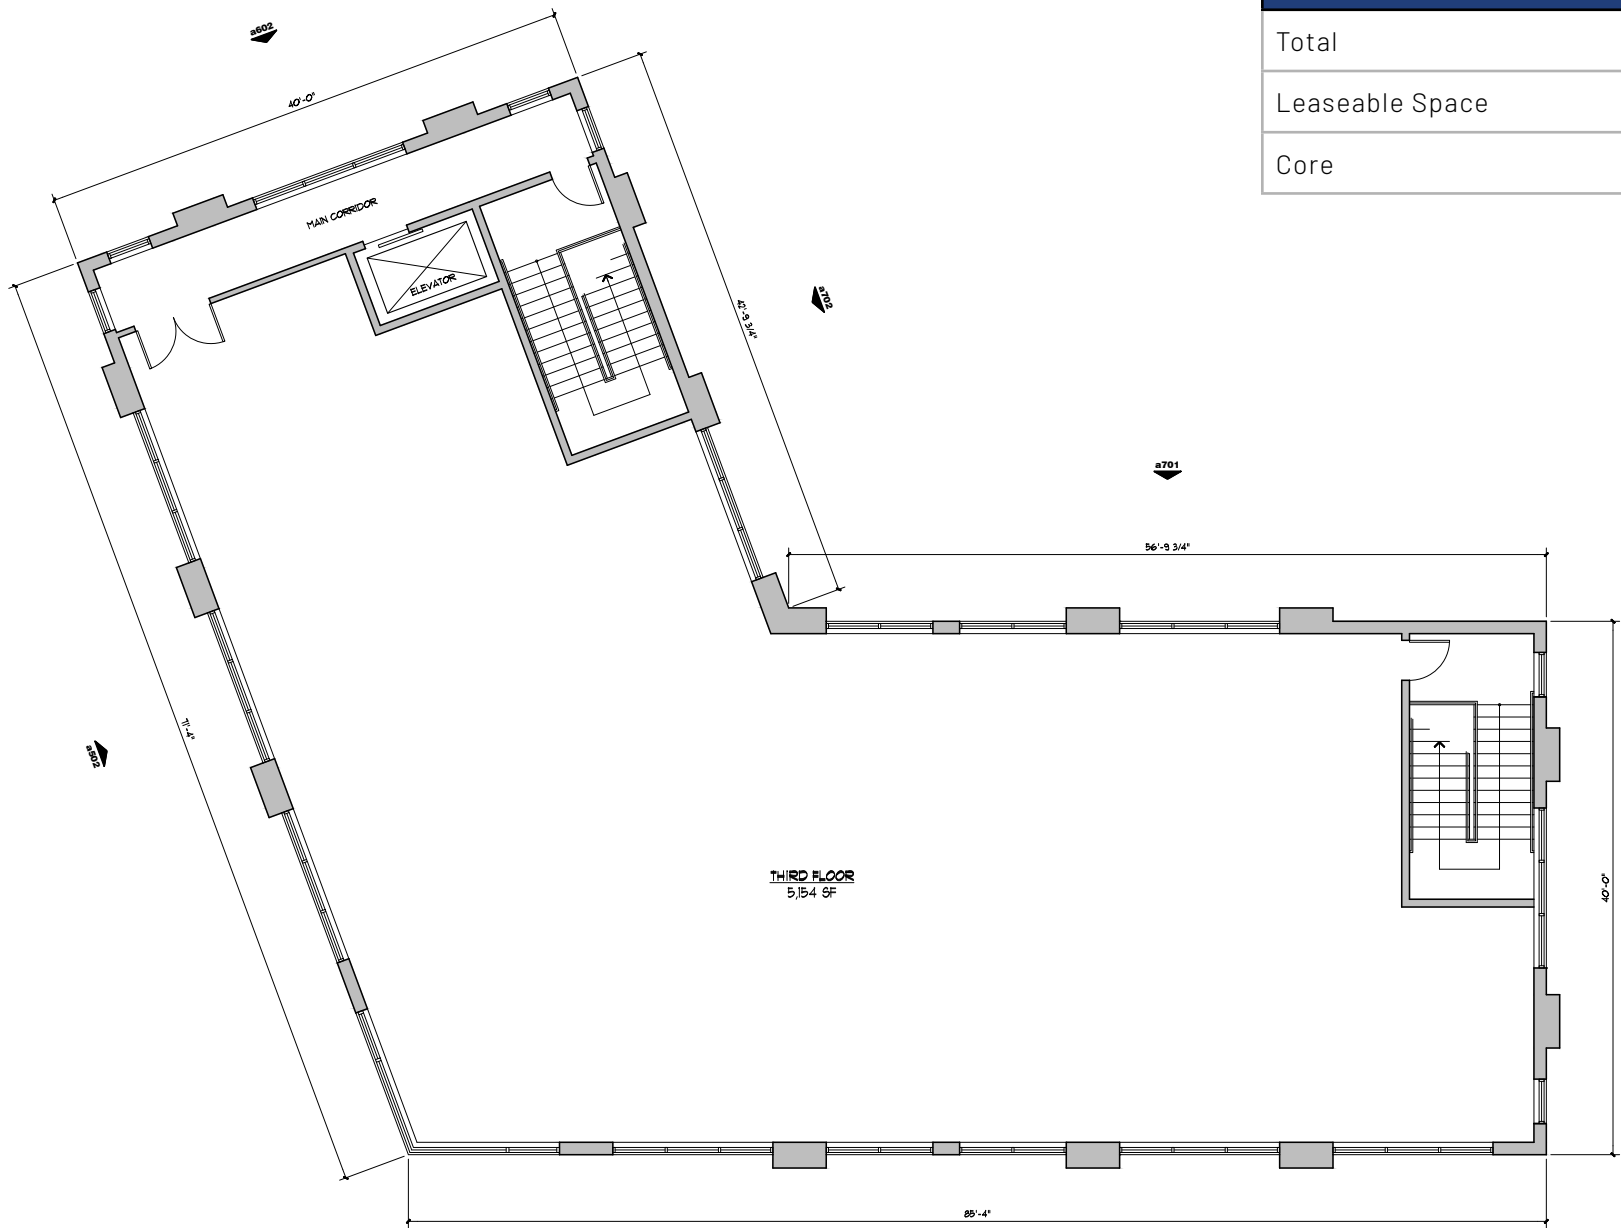 Total
Leaseable Space
Core
a602
40'-0"
MAIN CORRIDOR
ELEVATOR
42'-9 3/4"
a702
a701
56'-9 3/4"
71'-4"
a502
THIRD FLOOR
5,154 SF
40'-0"
85'-4"